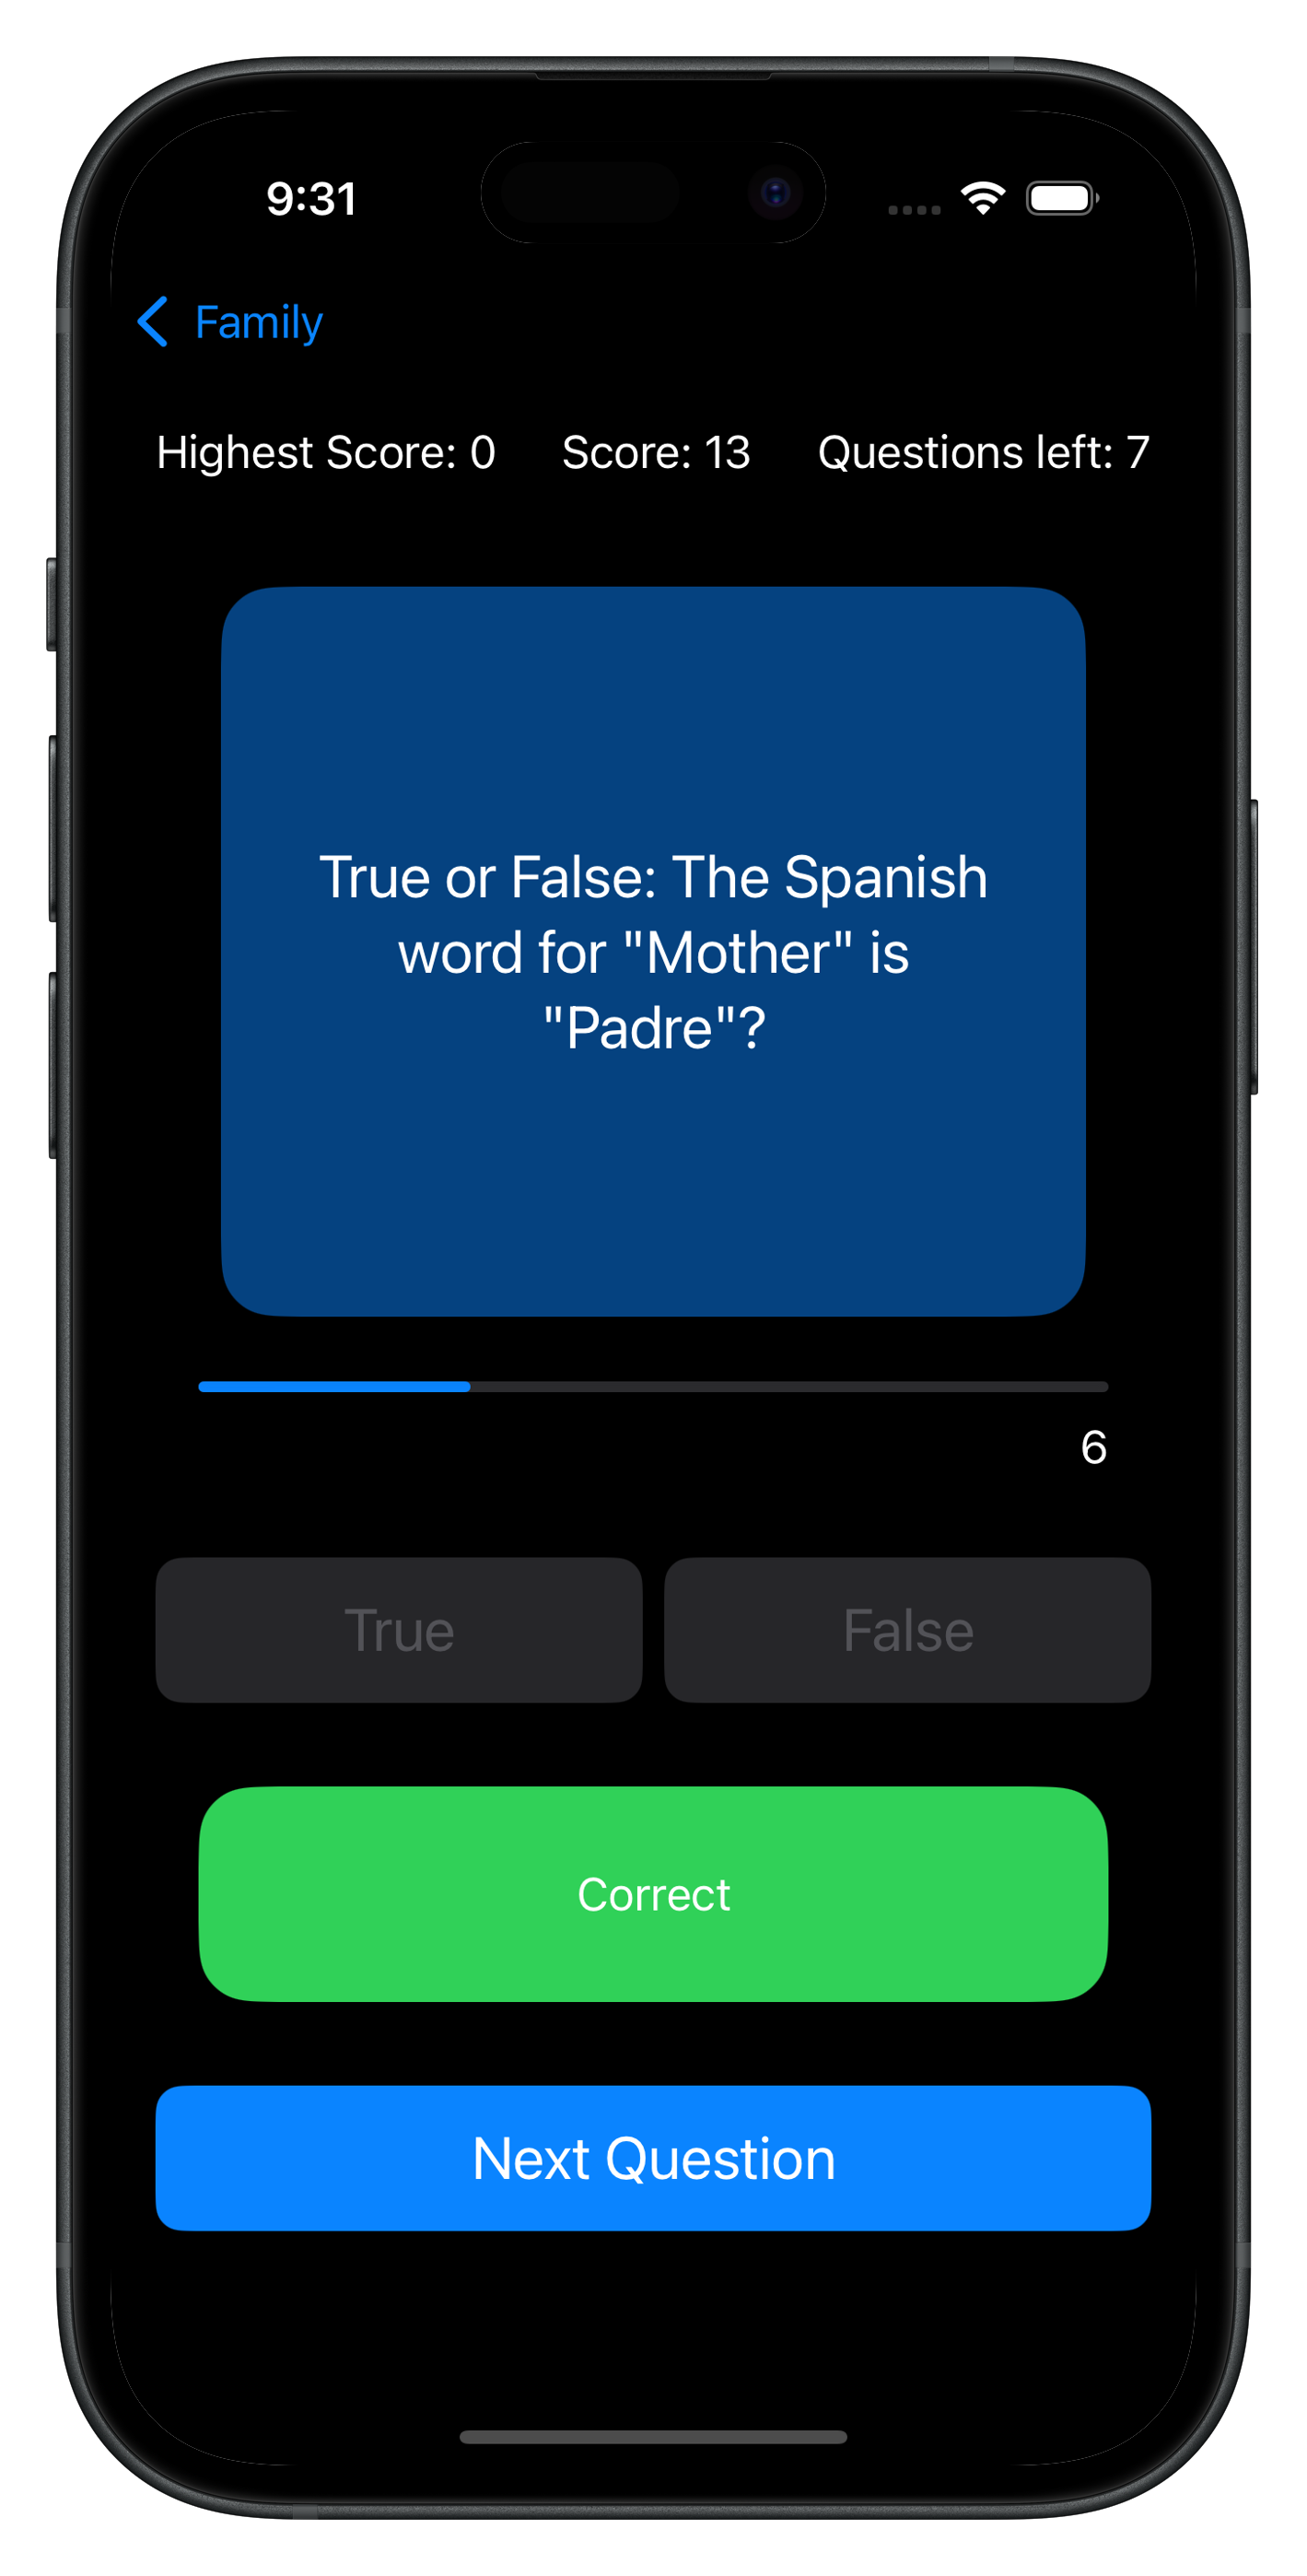 9:31
Family
Highest Score: 0 Score: 13 Questions left: 7
True or False: The Spanish
word for "Mother" is
"Padre"?
6
True False
Correct
Next Question